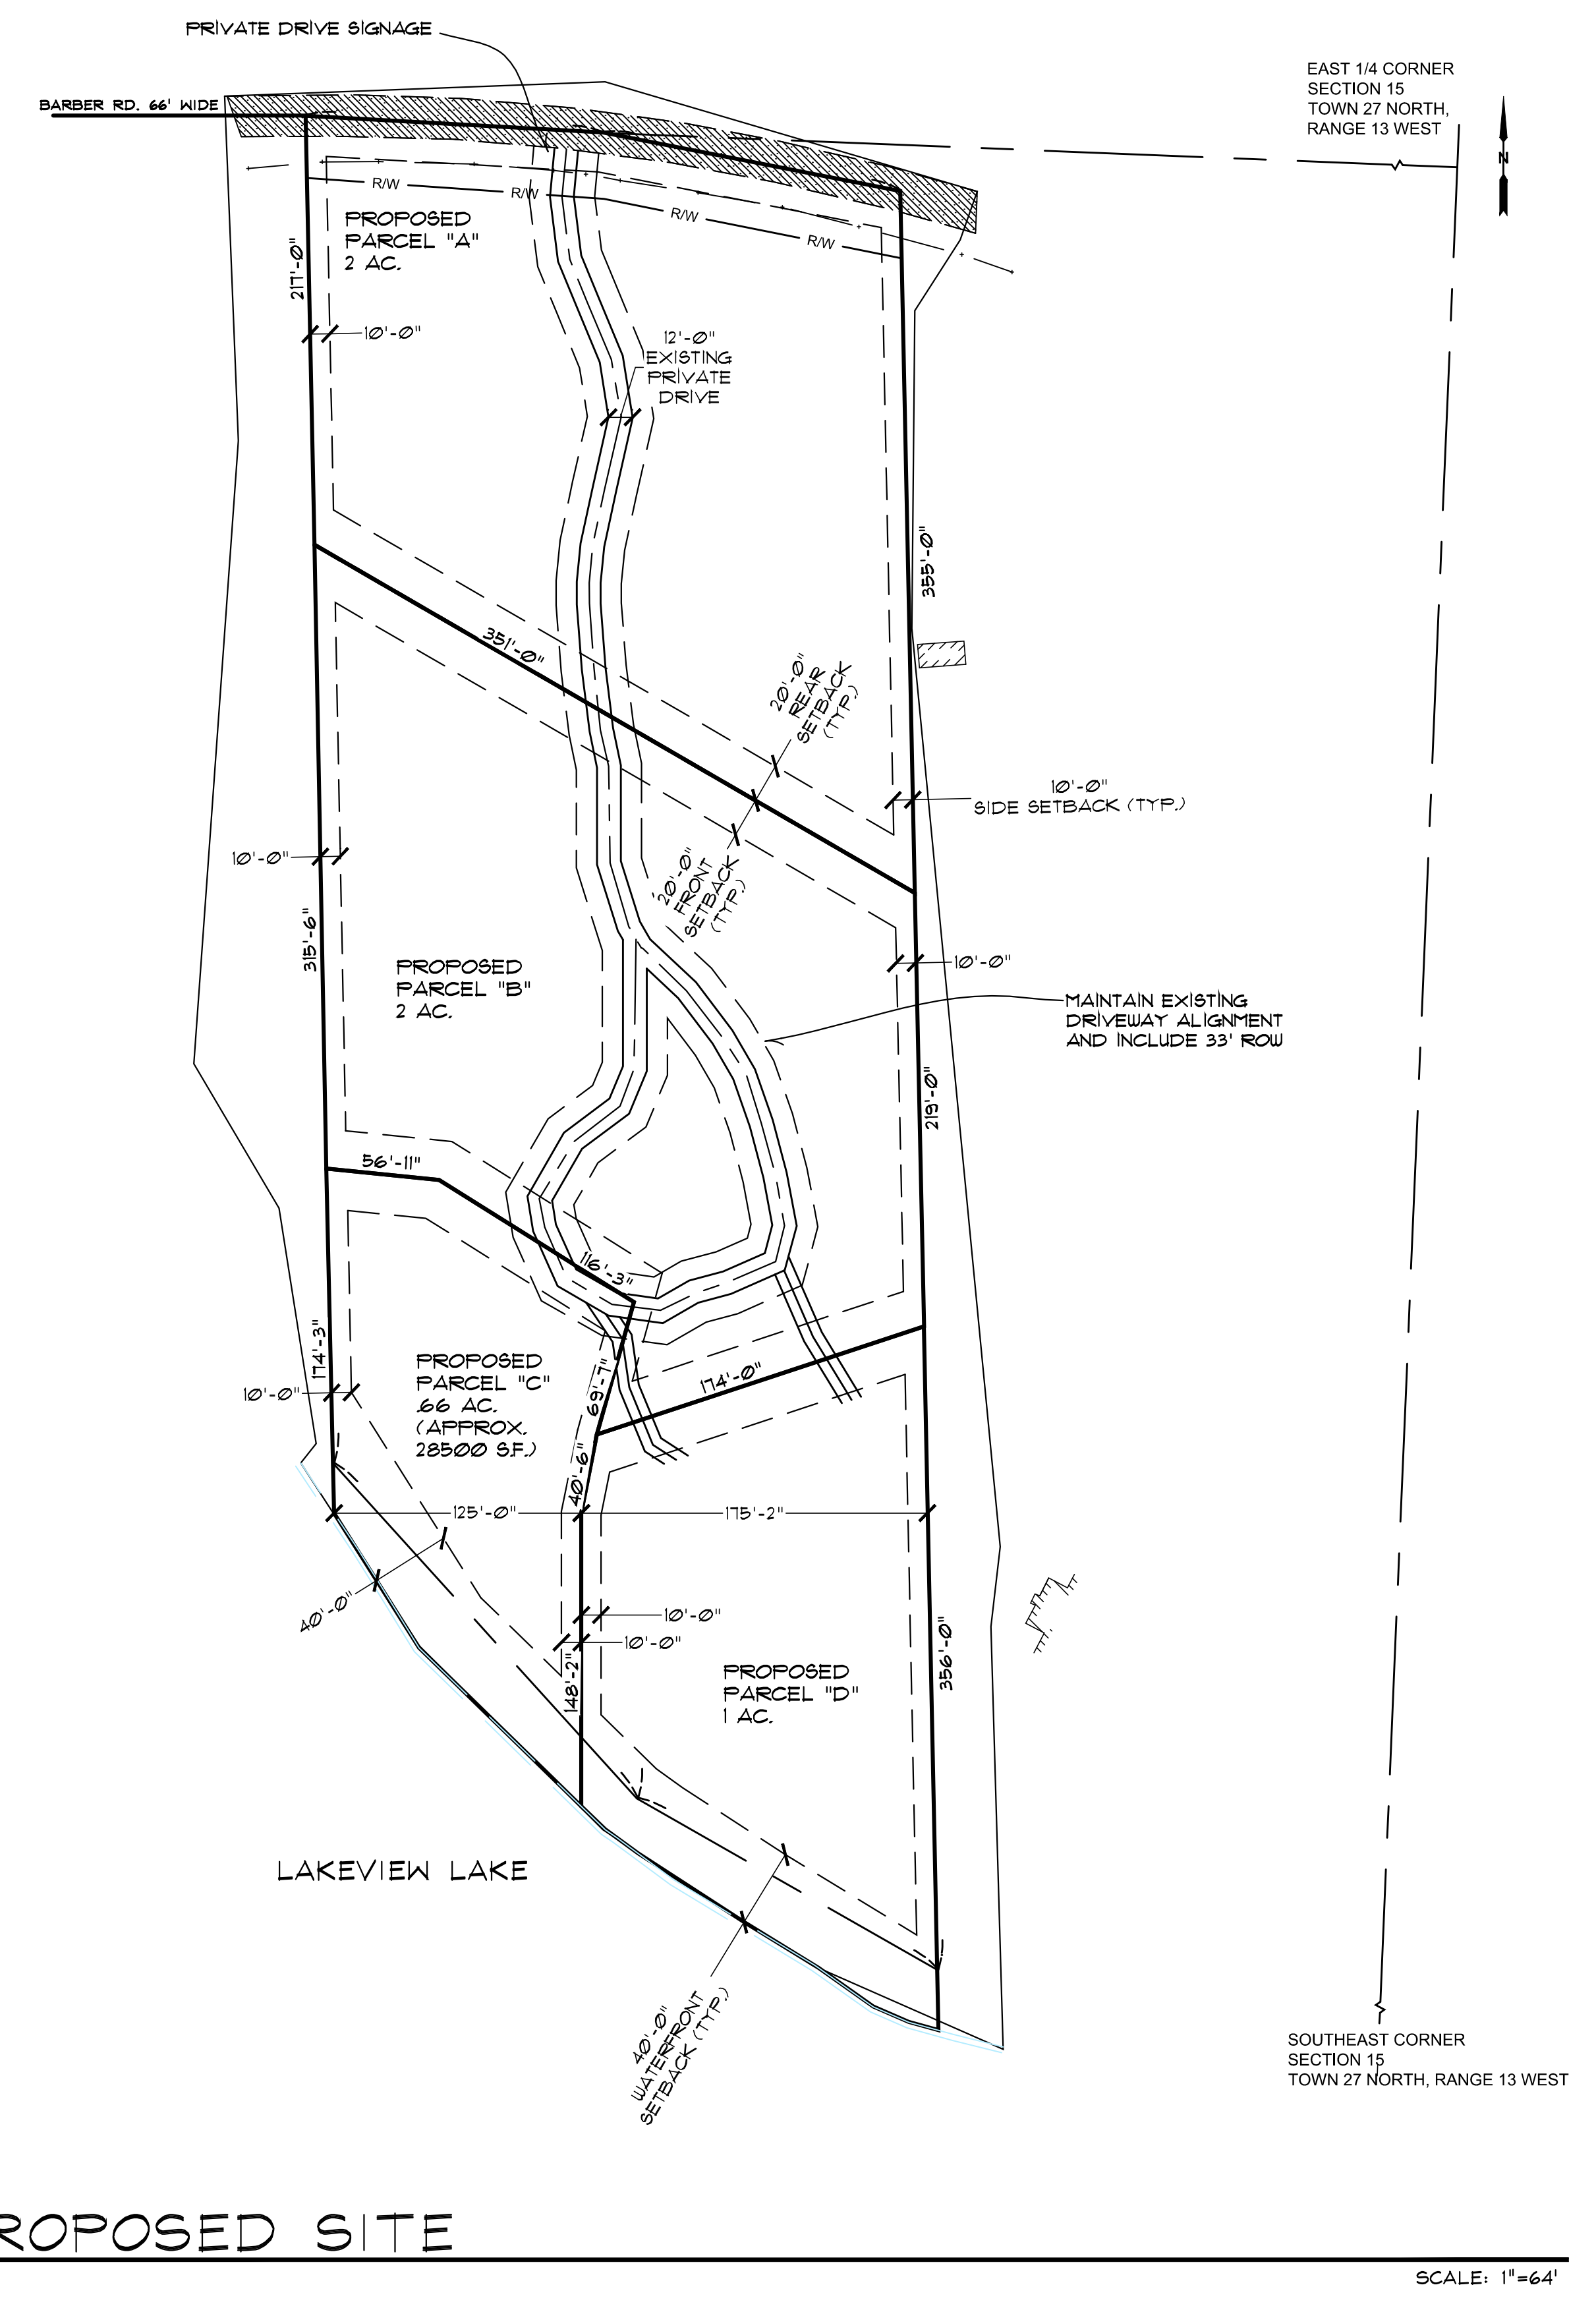 PRIVATE DRIVE SIGNAGE
EAST 1/4 CORNER
SECTION 15
TOWN 27 NORTH,
RANGE 13 WEST
BARBER RD. 66' WIDE
N
R/W
R/W
R/W
R/W
PROPOSED
PARCEL "A"
2 AC.
217'-0"
10'-0"
12'-0"
EXISTING
PRIVATE
DRIVE
355'-0"
351'-0"
20'-0"
REAR
SETBACK
(TYP.)
10'-0"
SIDE SETBACK (TYP.)
20'-0"
FRONT
SETBACK
(TYP.)
10'-0"
315'-6"
PROPOSED
PARCEL "B"
2 AC.
10'-0"
MAINTAIN EXISTING
DRIVEWAY ALIGNMENT
AND INCLUDE 33' ROW
219'-0"
56'-11"
116'-3"
174'-3"
10'-0"
PROPOSED
PARCEL "C"
.66 AC.
(APPROX.
28500 S.F.)
69'-7"
174'-0"
40'-6"
125'-0"
175'-2"
40'-0"
10'-0"
10'-0"
148'-2"
356'-0"
PROPOSED
PARCEL "D"
1 AC.
LAKEVIEW LAKE
40'-0"
WATERFRONT
SETBACK (TYP.)
SOUTHEAST CORNER
SECTION 15
TOWN 27 NORTH, RANGE 13 WEST
ROPOSED SITE
SCALE: 1"=64'